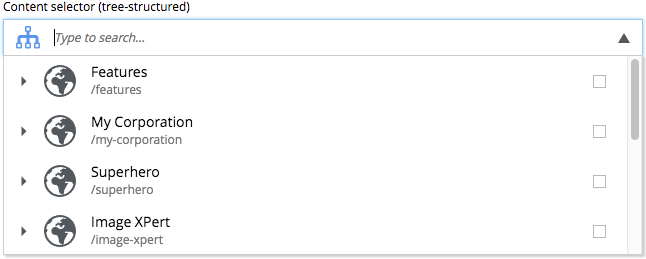 Content selector (tree-structured)
Type to search...
Features
/features
My Corporation
/my-corporation
Superhero
/superhero
Image XPert
/image-xpert